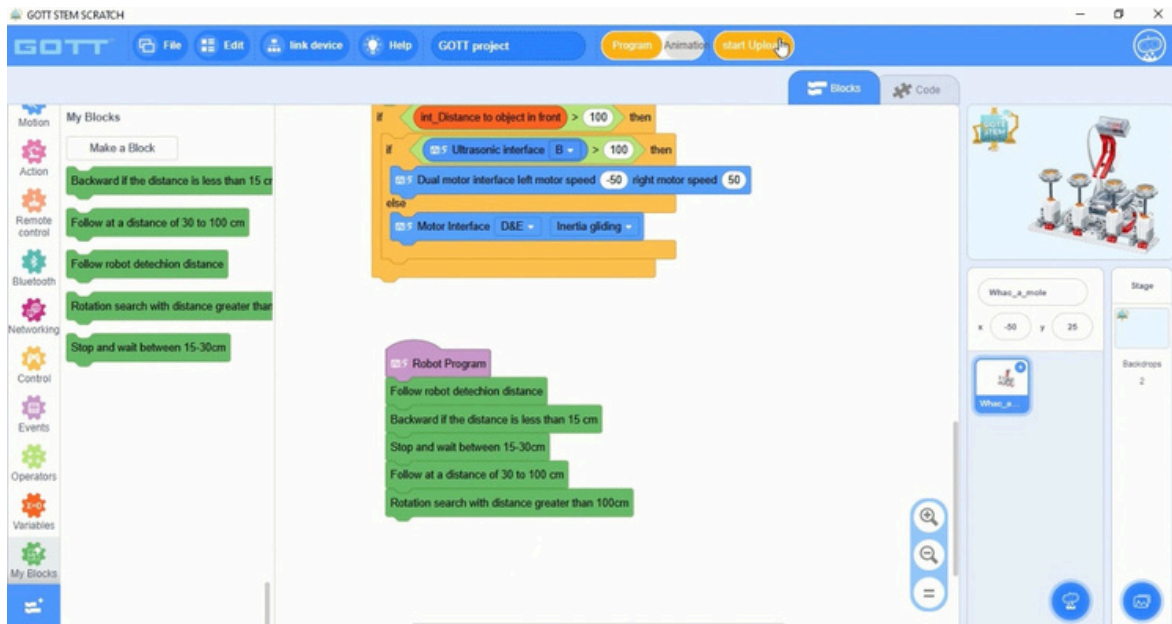 GOTT STEM SCRATCH
GOTT File Edit link device Help GOTT project Program Animation start Upload
Blocks Code
Motion
Action
Remote control
Bluetooth
Networking
Control
Events
Operators
Variables
My Blocks
My Blocks
Make a Block
Backward if the distance is less than 15 cr
Follow at a distance of 30 to 100 cm
Follow robot detechion distance
Rotation search with distance greater thar
Stop and wait between 15-30cm
if int_Distance to object in front > 100 then
if Ultrasonic interface B > 100 then
Dual motor interface left motor speed -50 right motor speed 50
else
Motor Interface D&E Inertia gliding
Robot Program
Follow robot detechion distance
Backward if the distance is less than 15 cm
Stop and wait between 15-30cm
Follow at a distance of 30 to 100 cm
Rotation search with distance greater than 100cm
GOTT
STEM
Whac_a_mole
x -50 y 25
Whac_a...
Stage
Backdrops
2